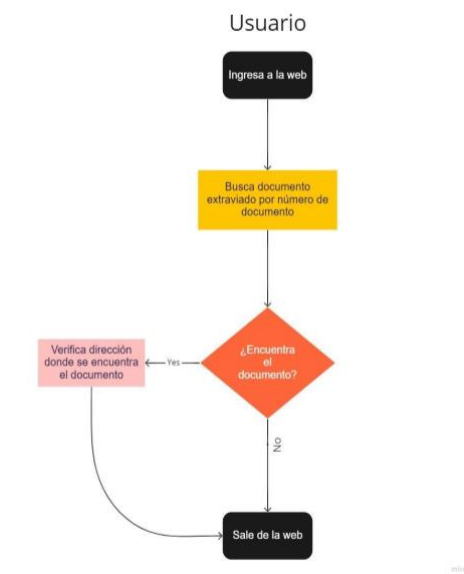 Usuario
Ingresa a la web
Busca documento
extraviado por número de
documento
¿Encuentra
el
documento?
Yes
Verifica dirección
donde se encuentra
el documento
No
Sale de la web